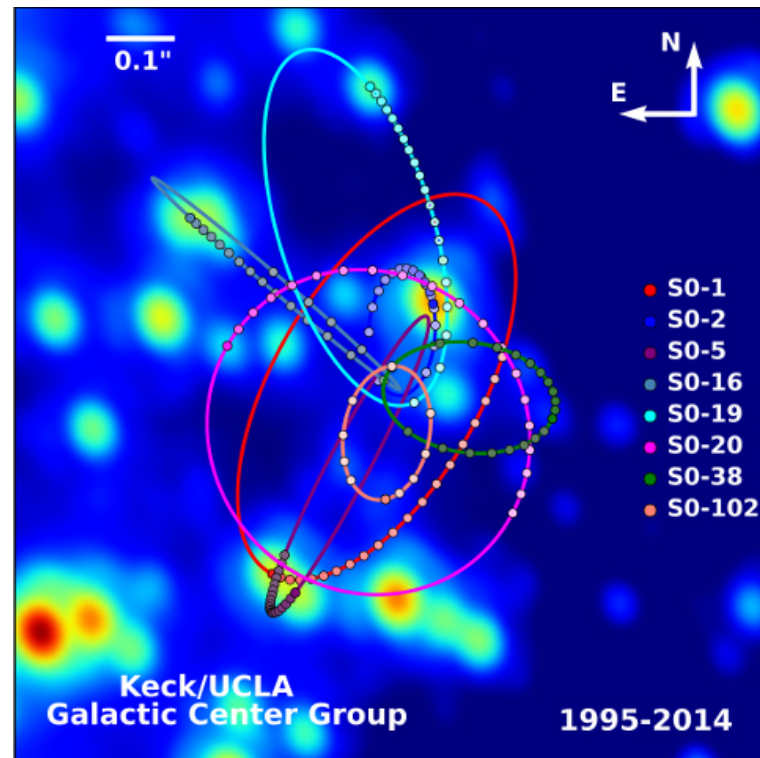 0.1"
N
E
S0-1
S0-2
S0-5
S0-16
S0-19
S0-20
S0-38
S0-102
Keck/UCLA
Galactic Center Group
1995-2014